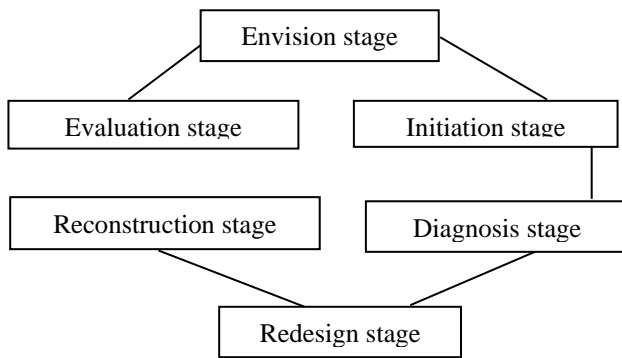 Envision stage
Evaluation stage
Initiation stage
Reconstruction stage
Diagnosis stage
Redesign stage